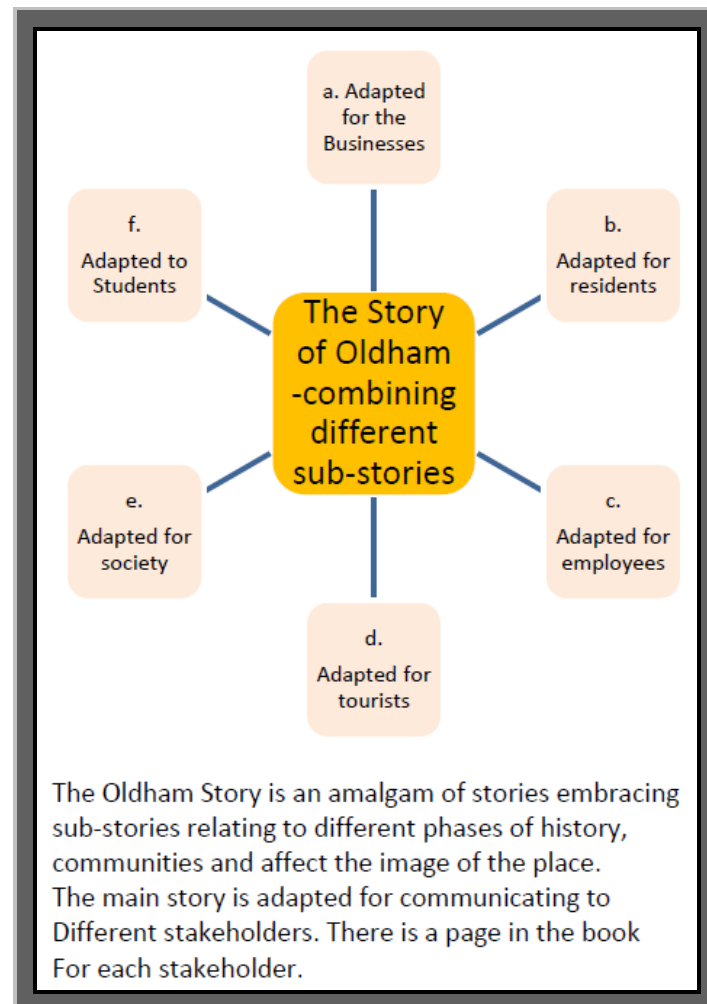 a. Adapted
for the
Businesses
f.
Adapted to
Students
b.
Adapted for
residents
The Story
of Oldham
-combining
different
sub-stories
e.
Adapted for
society
c.
Adapted for
employees
d.
Adapted for
tourists
The Oldham Story is an amalgam of stories embracing
sub-stories relating to different phases of history,
communities and affect the image of the place.
The main story is adapted for communicating to
Different stakeholders. There is a page in the book
For each stakeholder.